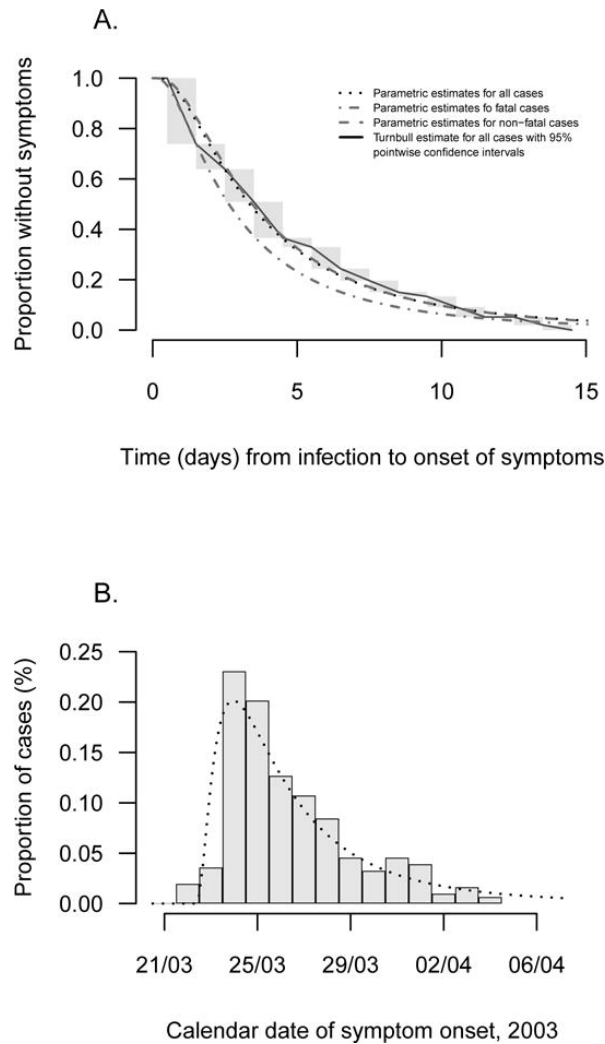 A.
1.0
0.8
0.6
0.4
0.2
0.0
Proportion without symptoms
Parametric estimates for all cases
Parametric estimates fo fatal cases
Parametric estimates for non−fatal cases
Turnbull estimate for all cases with 95%
pointwise confidence intervals
0 5 10 15
Time (days) from infection to onset of symptoms
B.
0.25
0.20
0.15
0.10
0.05
0.00
Proportion of cases (%)
21/03 25/03 29/03 02/04 06/04
Calendar date of symptom onset, 2003